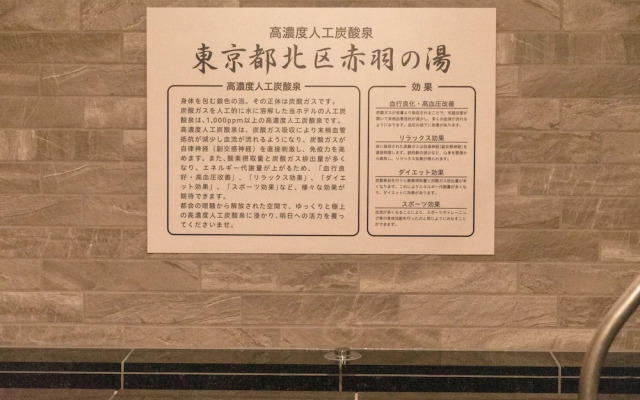 高濃度人工炭酸泉
東京都北区赤羽の湯
高濃度人工炭酸泉
身体を包む銀色の泡。その正体は炭酸ガスです。
炭酸ガスを人工的に水に溶解した当ホテルの人工炭
酸泉は、1,000ppm以上の高濃度人工炭酸泉です。
高濃度人工炭酸泉は、炭酸ガス吸収により末梢血管
抵抗が減少し血流が流れるようになり、炭酸ガスが
自律神経（副交感神経）を直接刺激し、免疫力を高
めます。また、酸素摂取量と炭酸ガス排出量が多く
なり、エネルギー代謝量が上がるため、「血行良
好・高血圧改善」、「リラックス効果」、「ダイエ
ット効果」、「スポーツ効果」など、様々な効果が
期待できます。
都会の喧騒から解放された空間で、ゆっくりと極上
の高濃度人工炭酸泉に浸かり、明日への活力を養っ
てくださいませ。
効果
血行良化・高血圧改善
リラックス効果
ダイエット効果
スポーツ効果